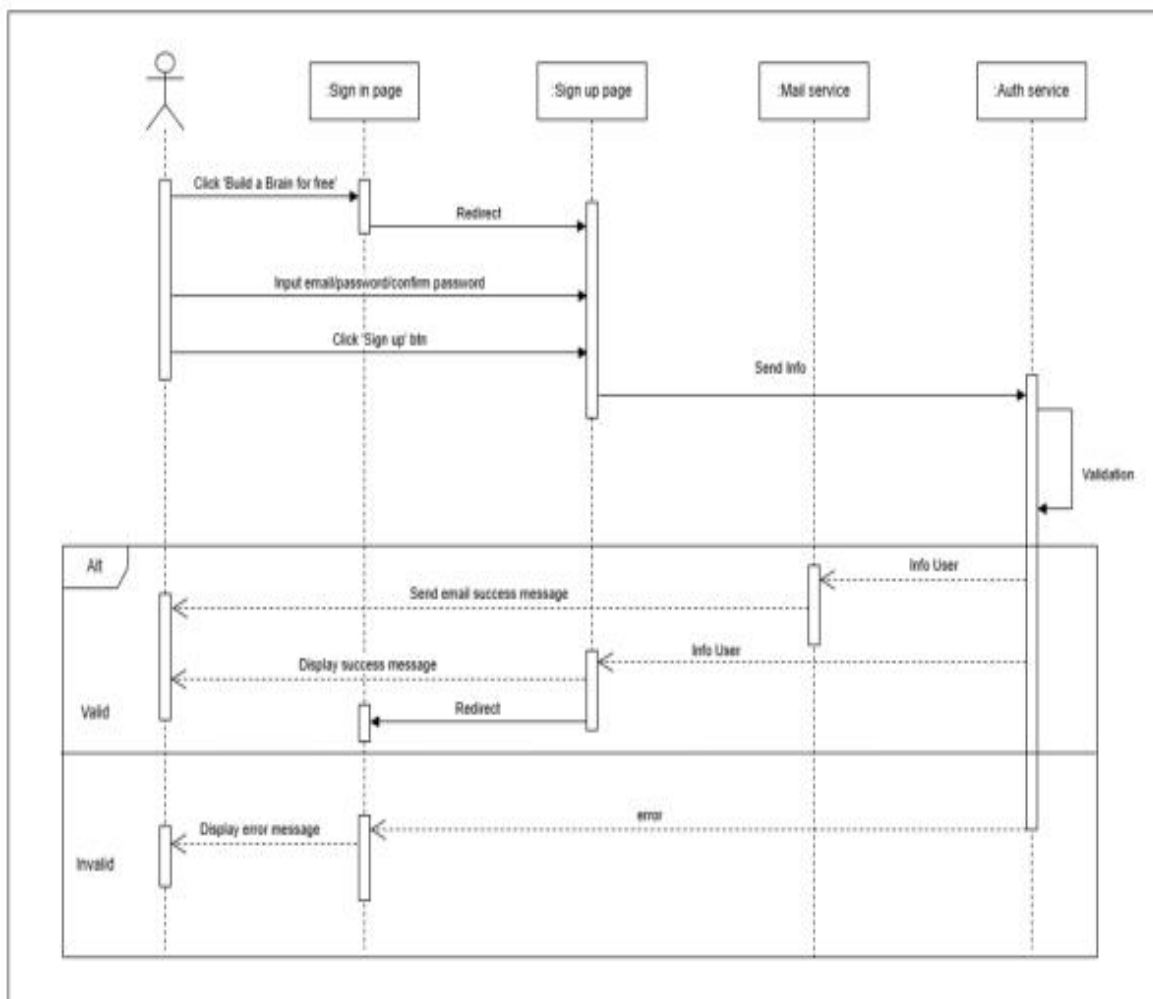 :Sign in page
:Sign up page
:Mail service
:Auth service
Click 'Build a Brain for free'
Redirect
Input email/password/confirm password
Click 'Sign up' btn
Send Info
Validation
Alt
Info User
Send email success message
Info User
Display success message
Valid
Redirect
error
Display error message
Invalid